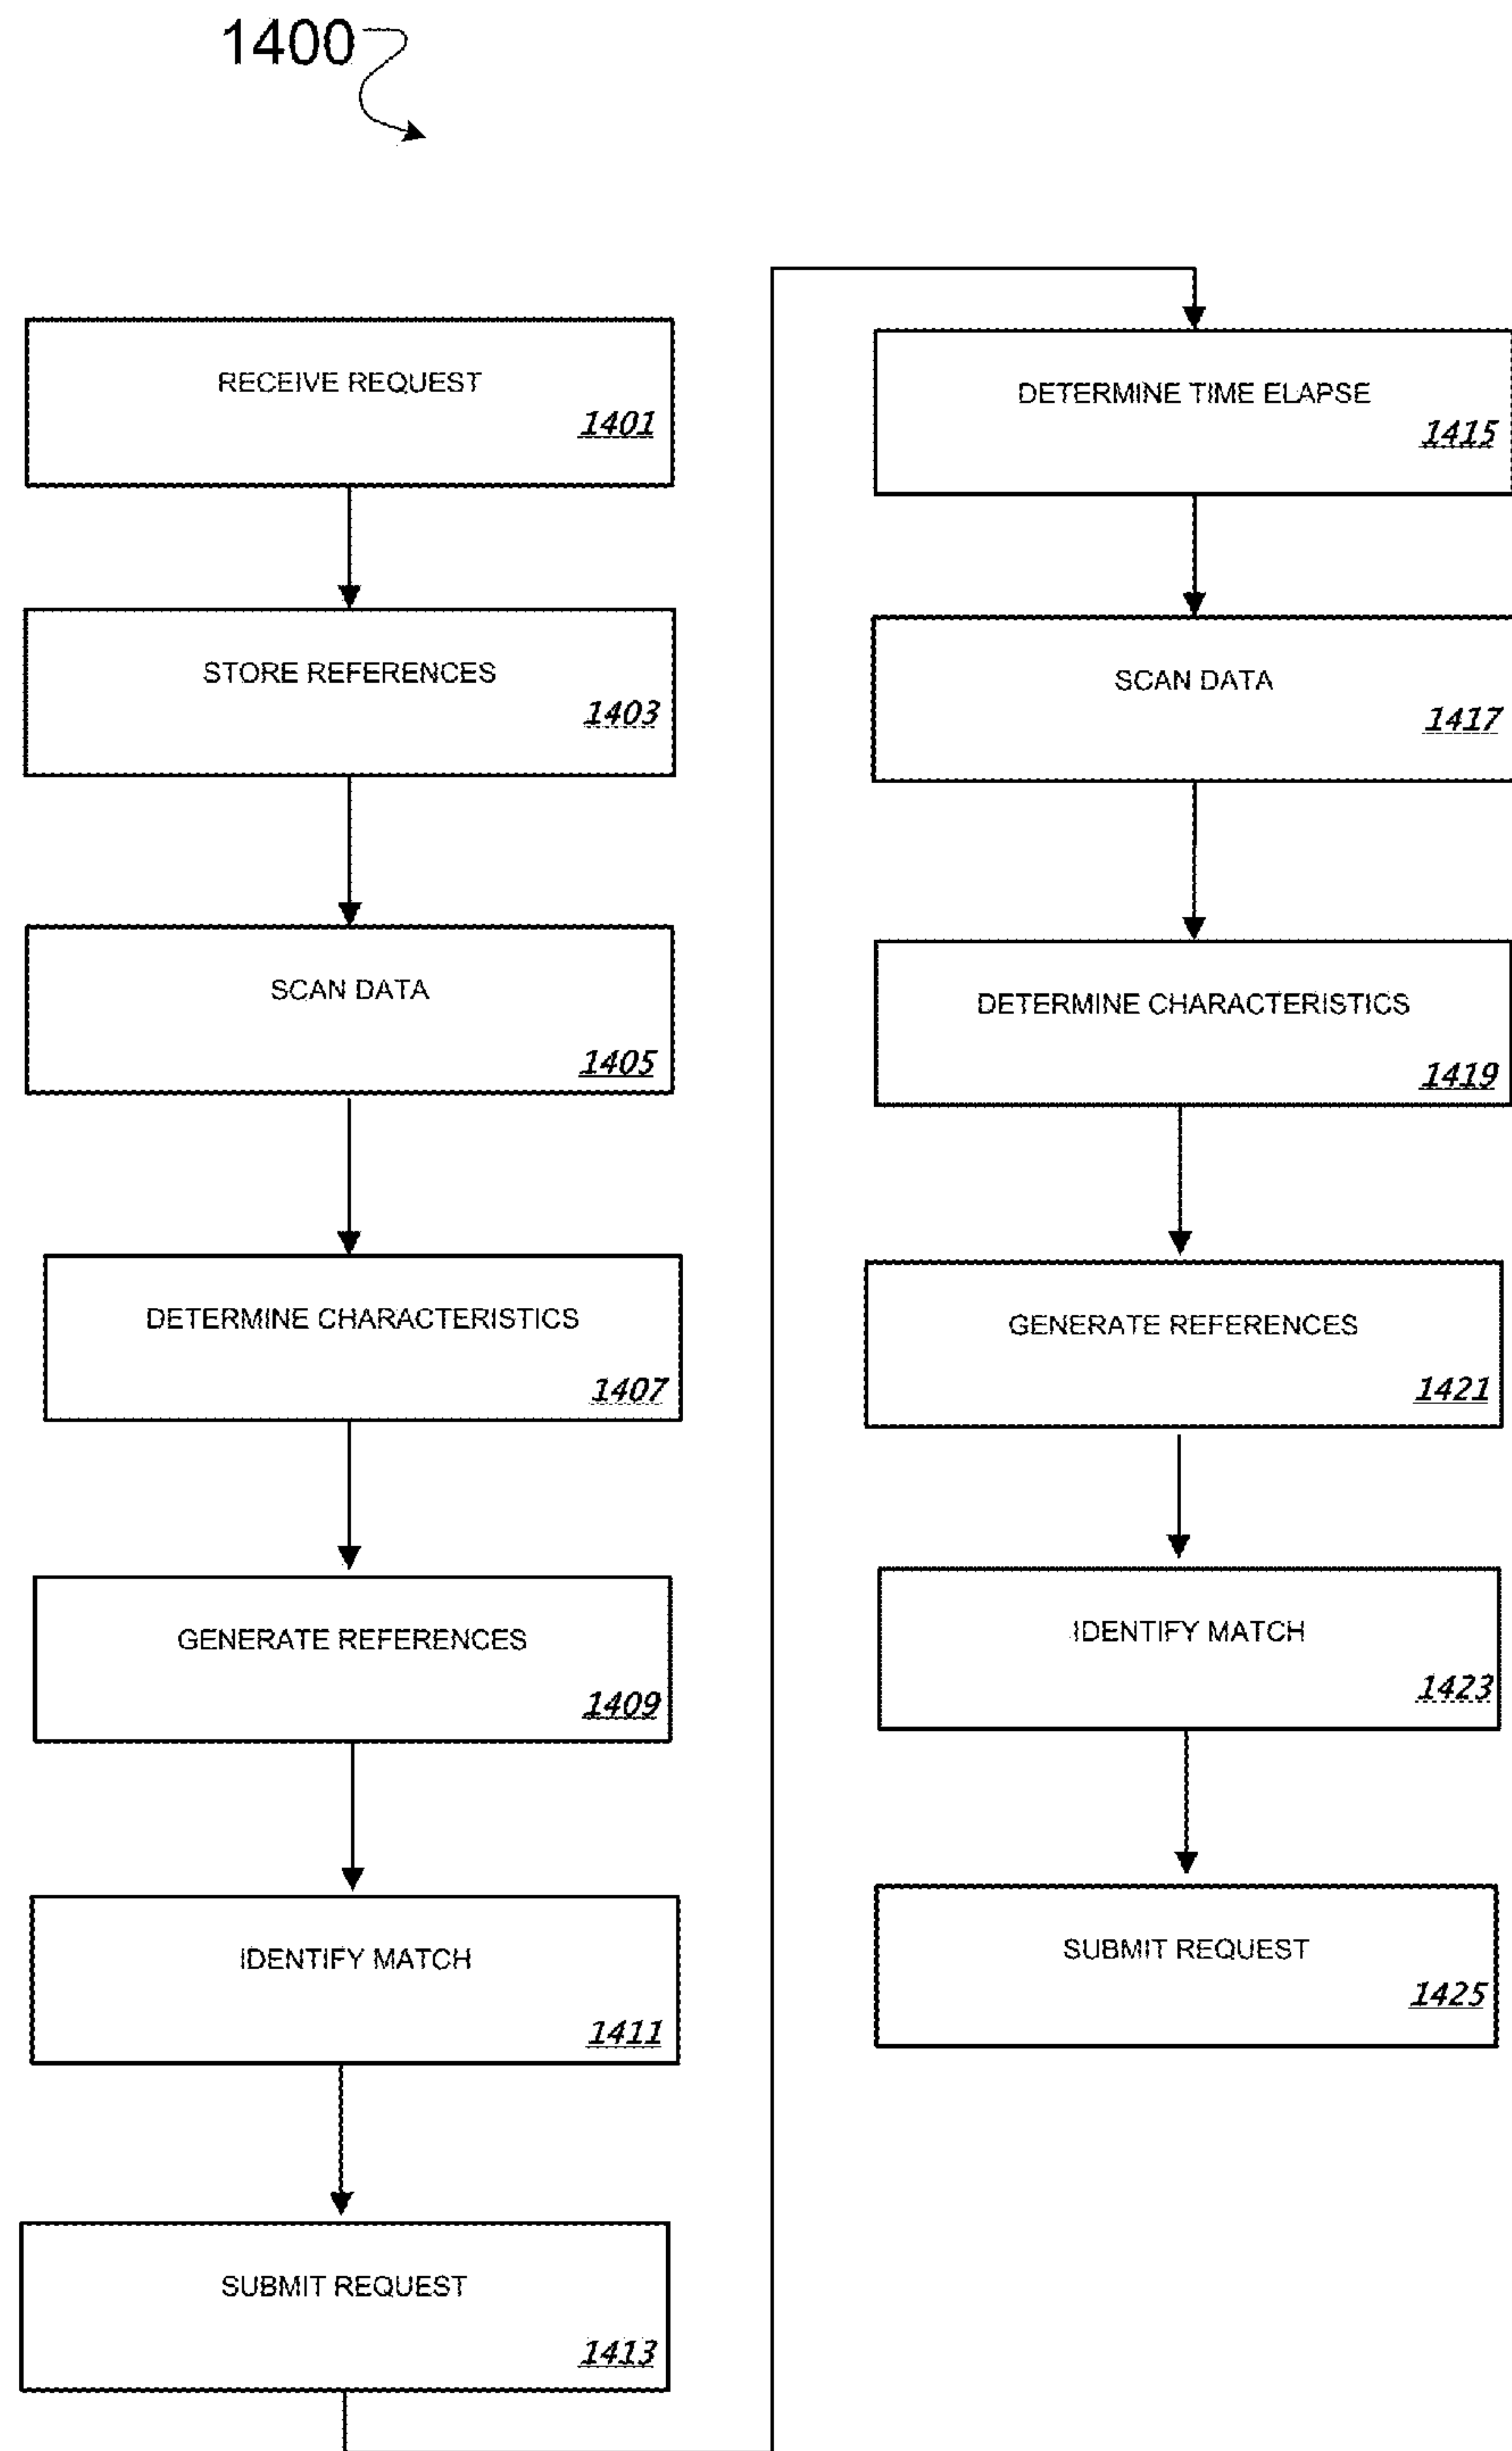 1400
RECEIVE REQUEST
1401
STORE REFERENCES
1403
SCAN DATA
1405
DETERMINE CHARACTERISTICS
1407
GENERATE REFERENCES
1409
IDENTIFY MATCH
1411
SUBMIT REQUEST
1413
DETERMINE TIME ELAPSE
1415
SCAN DATA
1417
DETERMINE CHARACTERISTICS
1419
GENERATE REFERENCES
1421
IDENTIFY MATCH
1423
SUBMIT REQUEST
1425